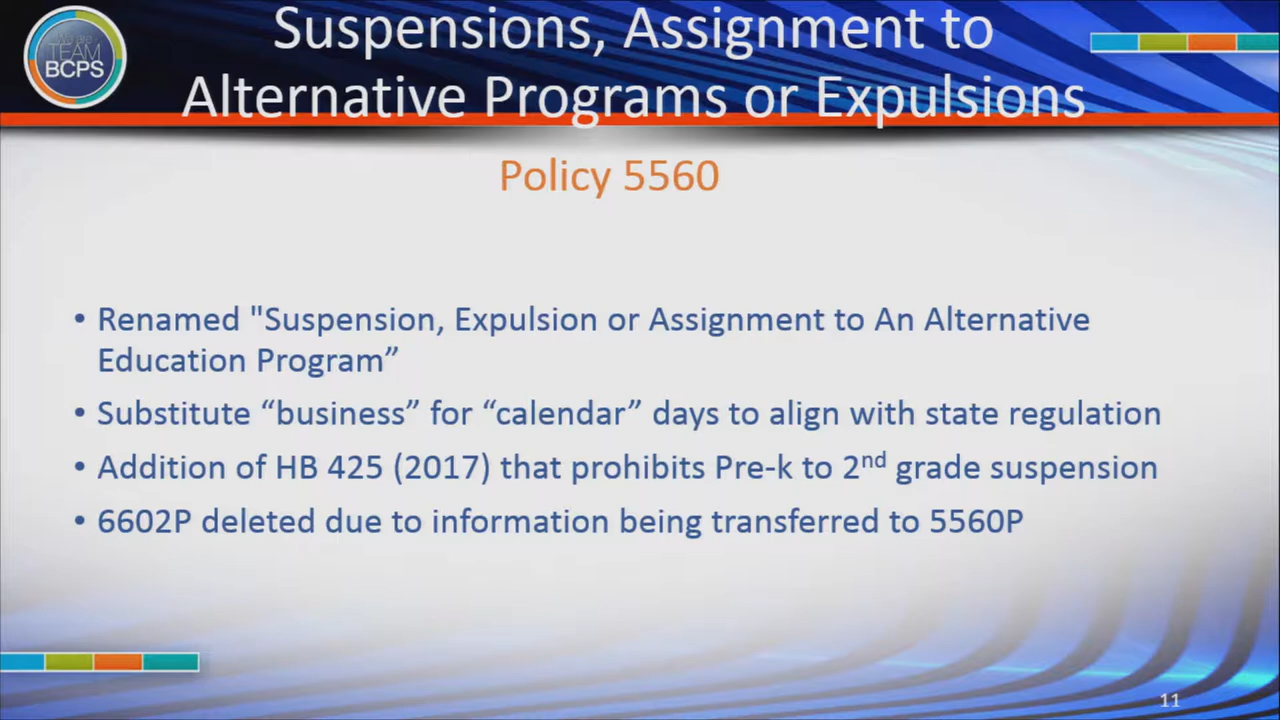 We are
TEAM
BCPS
Suspensions, Assignment to
Alternative Programs or Expulsions
Policy 5560
• Renamed "Suspension, Expulsion or Assignment to An Alternative
Education Program”
• Substitute “business” for “calendar” days to align with state regulation
• Addition of HB 425 (2017) that prohibits Pre-k to 2nd grade suspension
• 6602P deleted due to information being transferred to 5560P
11